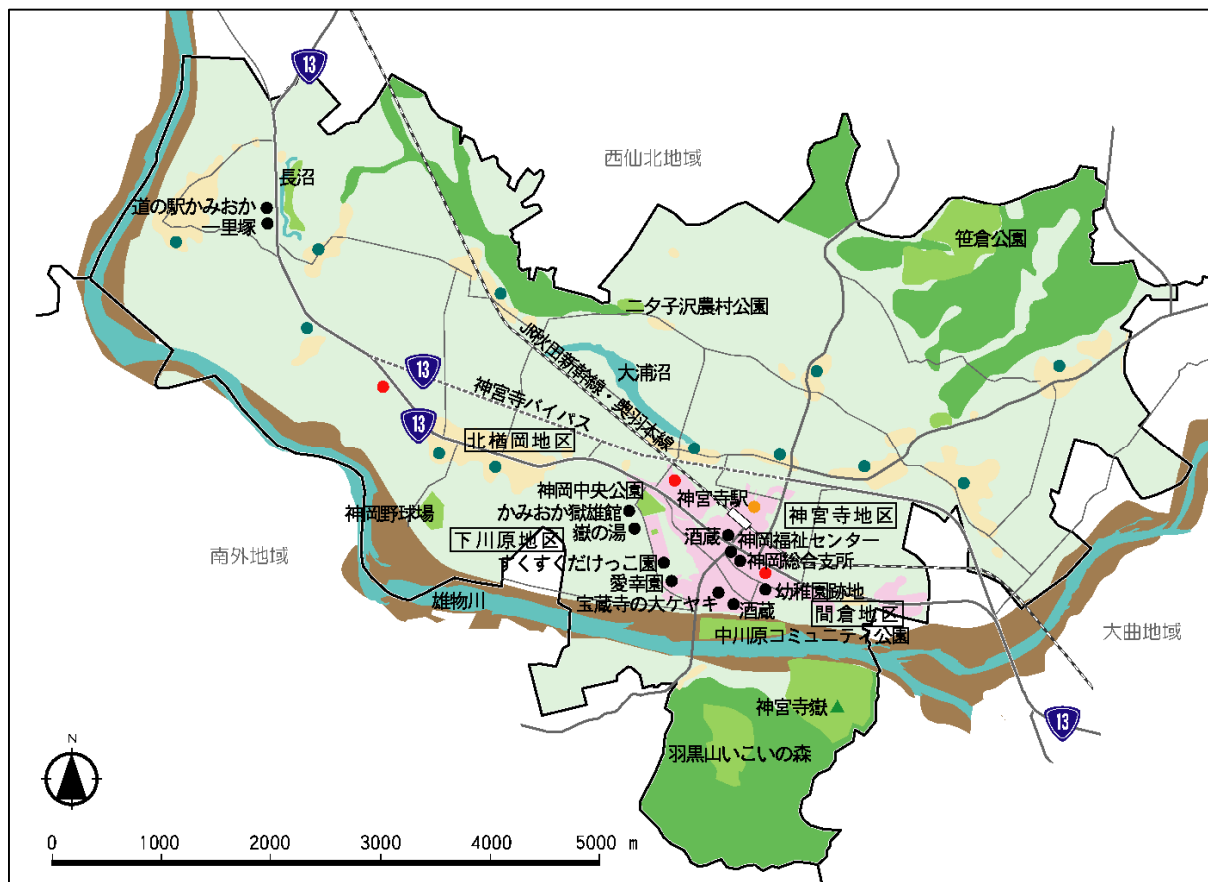 13
西仙北地域
長沼
道の駅かみおか
一里塚
笹倉公園
二タ子沢農村公園
JR秋田新幹線・奥羽本線
大浦沼
13
神宮寺バイパス
13
北楢岡地区
神岡中央公園
神宮寺駅
かみおか嶽雄館
神岡野球場
嶽の湯
神宮寺地区
下川原地区
酒蔵
神岡福祉センター
神岡総合支所
すくすくだけっこ園
南外地域
愛幸園
幼稚園跡地
宝蔵寺の大ケヤキ
酒蔵
間倉地区
雄物川
中川原コミュニティ公園
大曲地域
神宮寺嶽
13
羽黒山いこいの森
N
0 1000 2000 3000 4000 5000 m